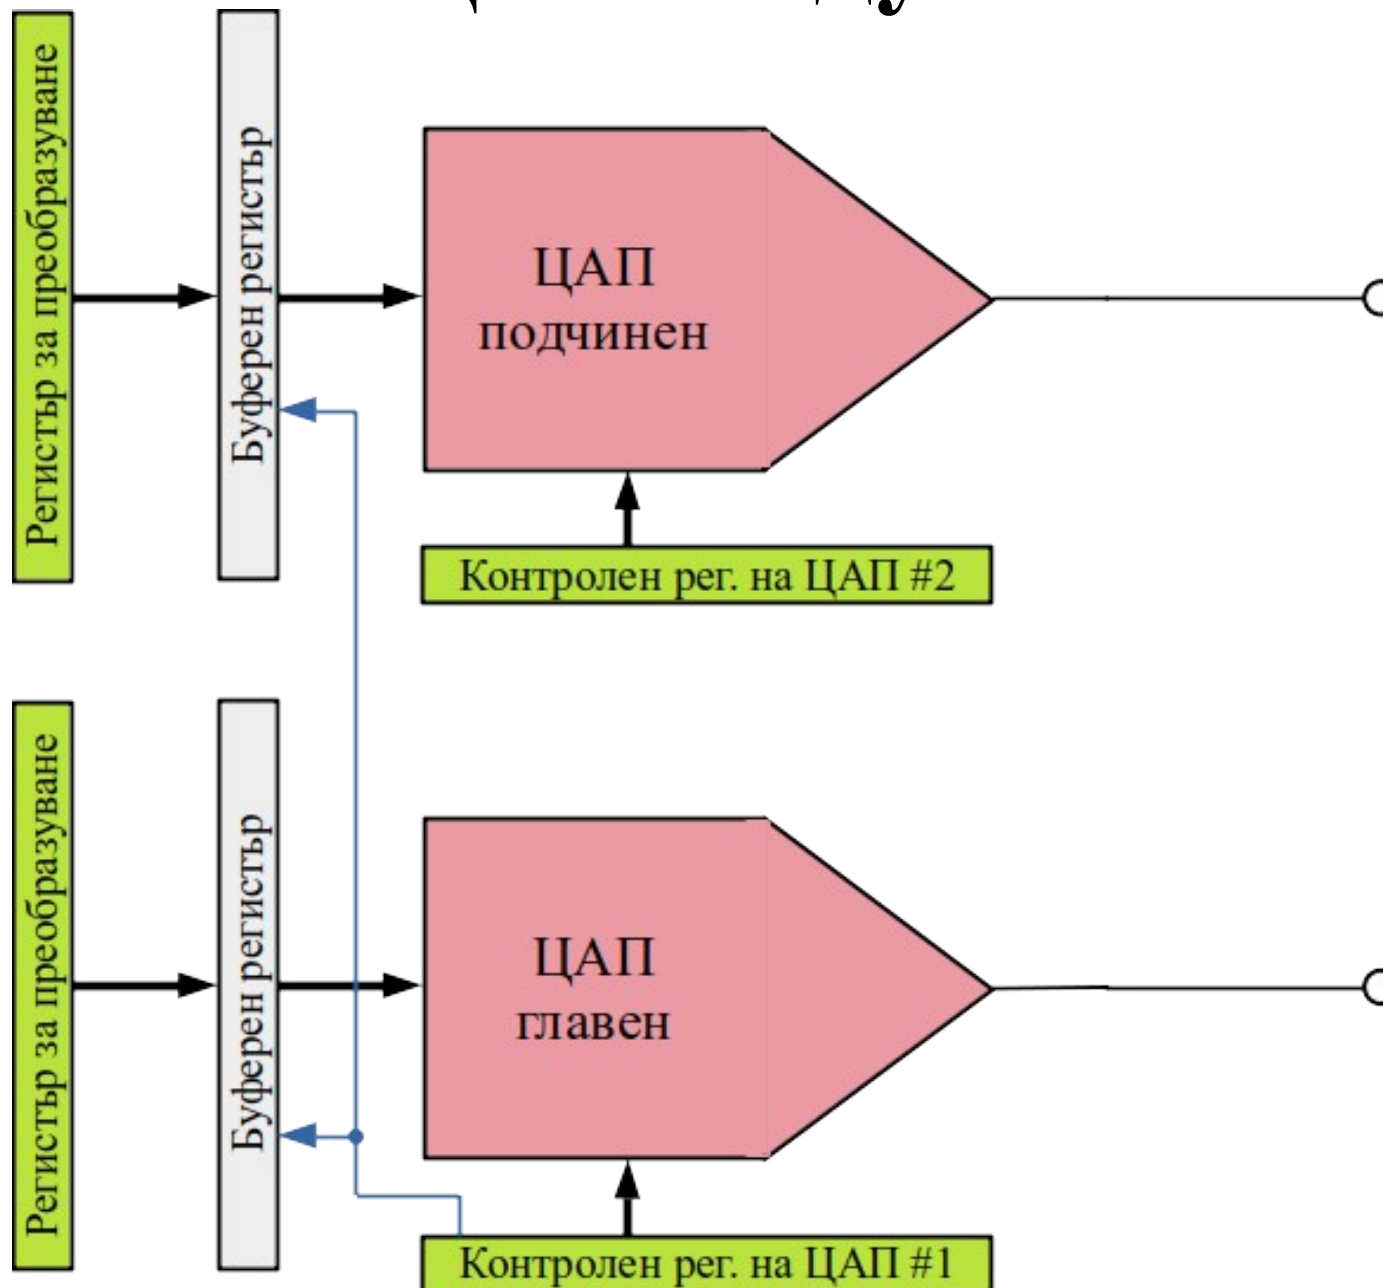 Регистър за преобразуване
Буферен регистър
ЦАП
подчинен
Контролен рег. на ЦАП #2
Регистър за преобразуване
Буферен регистър
ЦАП
главен
Контролен рег. на ЦАП #1